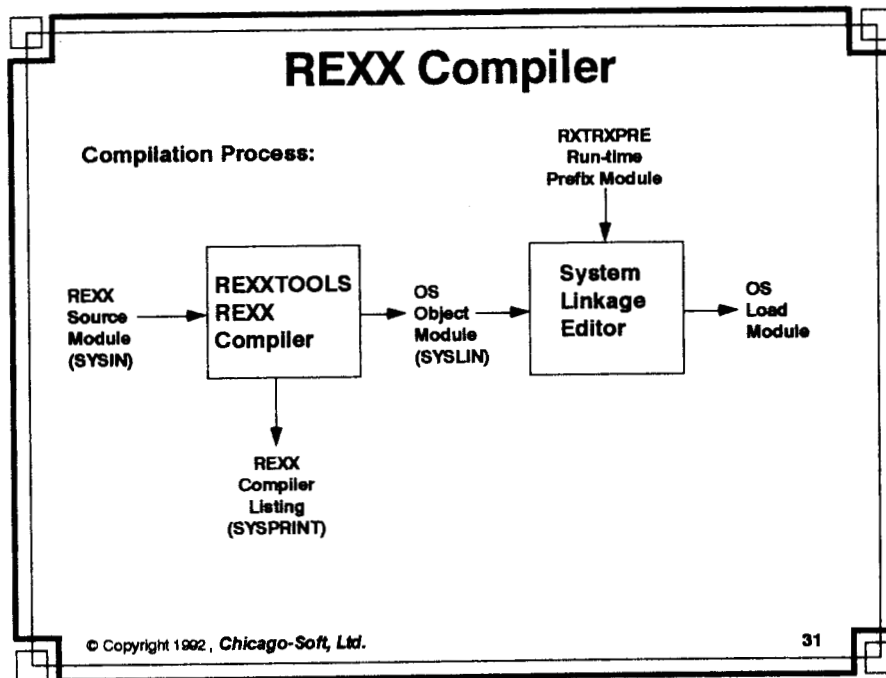 REXX Compiler
Compilation Process:
RXTRXPRE
Run-time
Prefix Module
REXX
Source
Module
(SYSIN)
REXXTOOLS
REXX
Compiler
OS
Object
Module
(SYSLIN)
System
Linkage
Editor
OS
Load
Module
REXX
Compiler
Listing
(SYSPRINT)
© Copyright 1992, Chicago-Soft, Ltd.
31